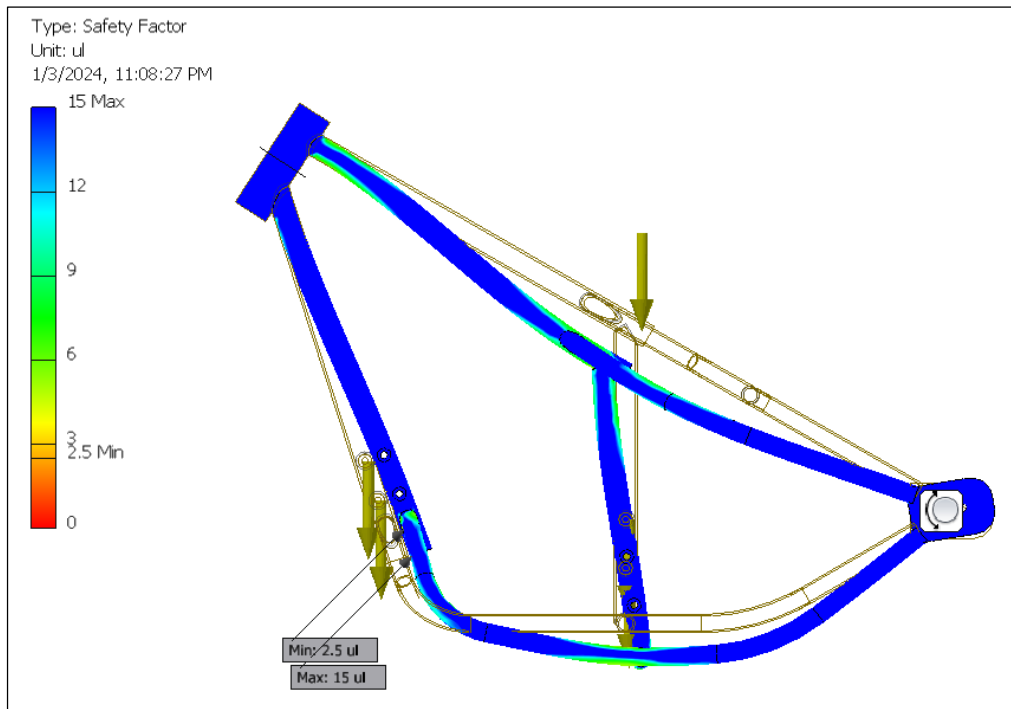 Type: Safety Factor
Unit: ul
1/3/2024, 11:08:27 PM
15 Max
12
9
6
3
2.5 Min
0
Min: 2.5 ul
Max: 15 ul